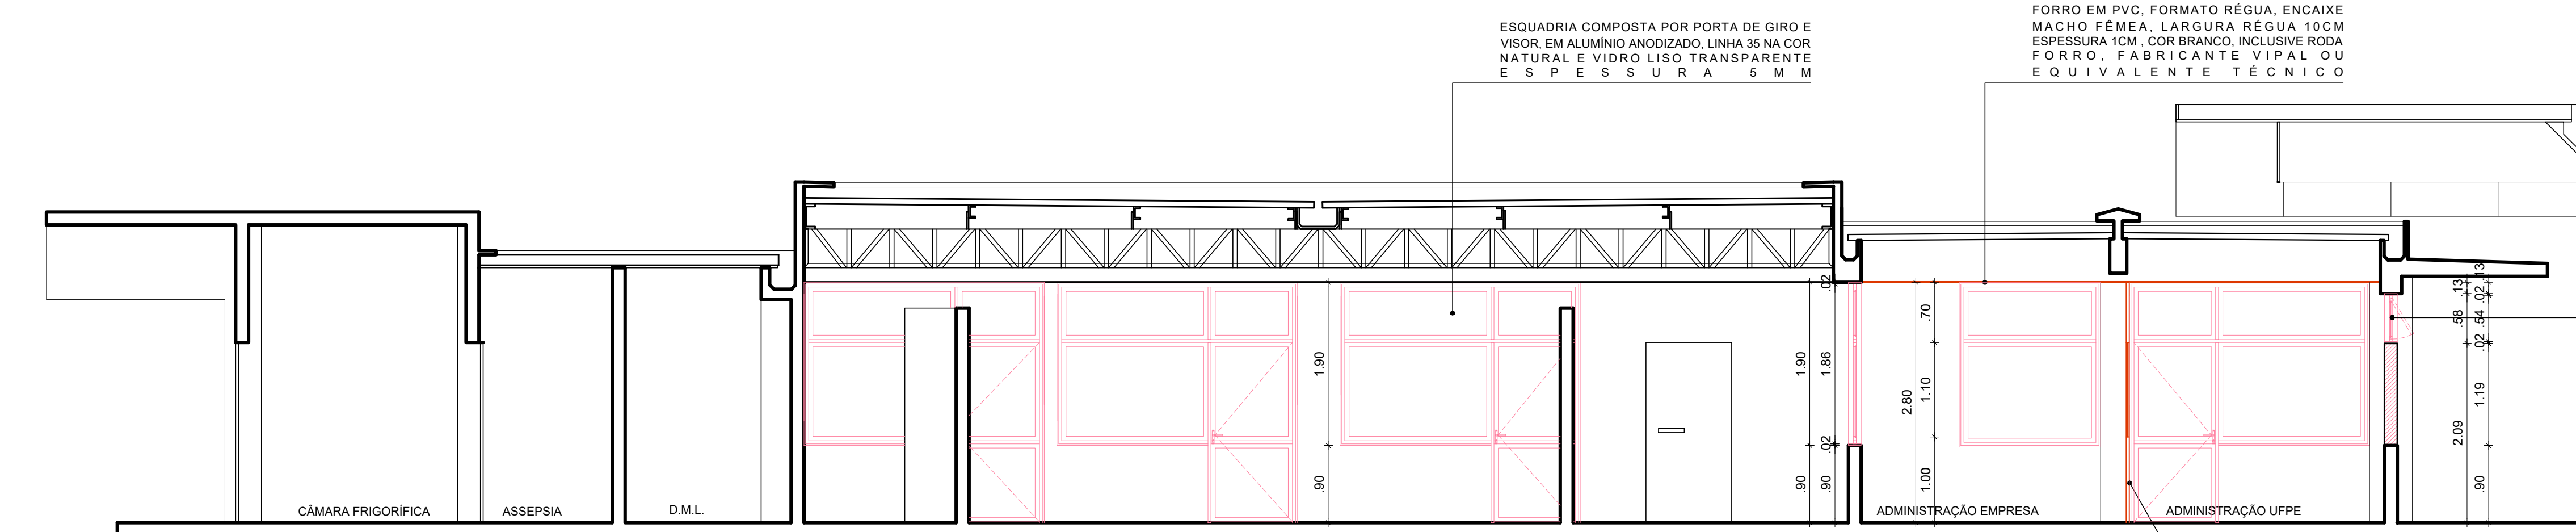 ESQUADRIA COMPOSTA POR PORTA DE GIRO E
VISOR, EM ALUMÍNIO ANODIZADO, LINHA 35 NA COR
NATURAL E VIDRO LISO TRANSPARENTE
ESPESSURA 5MM
FORRO EM PVC, FORMATO RÉGUA, ENCAIXE
MACHO FÊMEA, LARGURA RÉGUA 10CM
ESPESSURA 1CM , COR BRANCO, INCLUSIVE RODA
FORRO, FABRICANTE VIPAL OU
EQUIVALENTE TÉCNICO
1.90
.90
1.90
.90
.02
1.86
.02
.90
2.80
.70
1.10
1.00
.13
.58
2.09
.13
.02
.54
.02
1.19
.90
CÂMARA FRIGORÍFICA
ASSEPSIA
D.M.L.
ADMINISTRAÇÃO EMPRESA
ADMINISTRAÇÃO UFPE